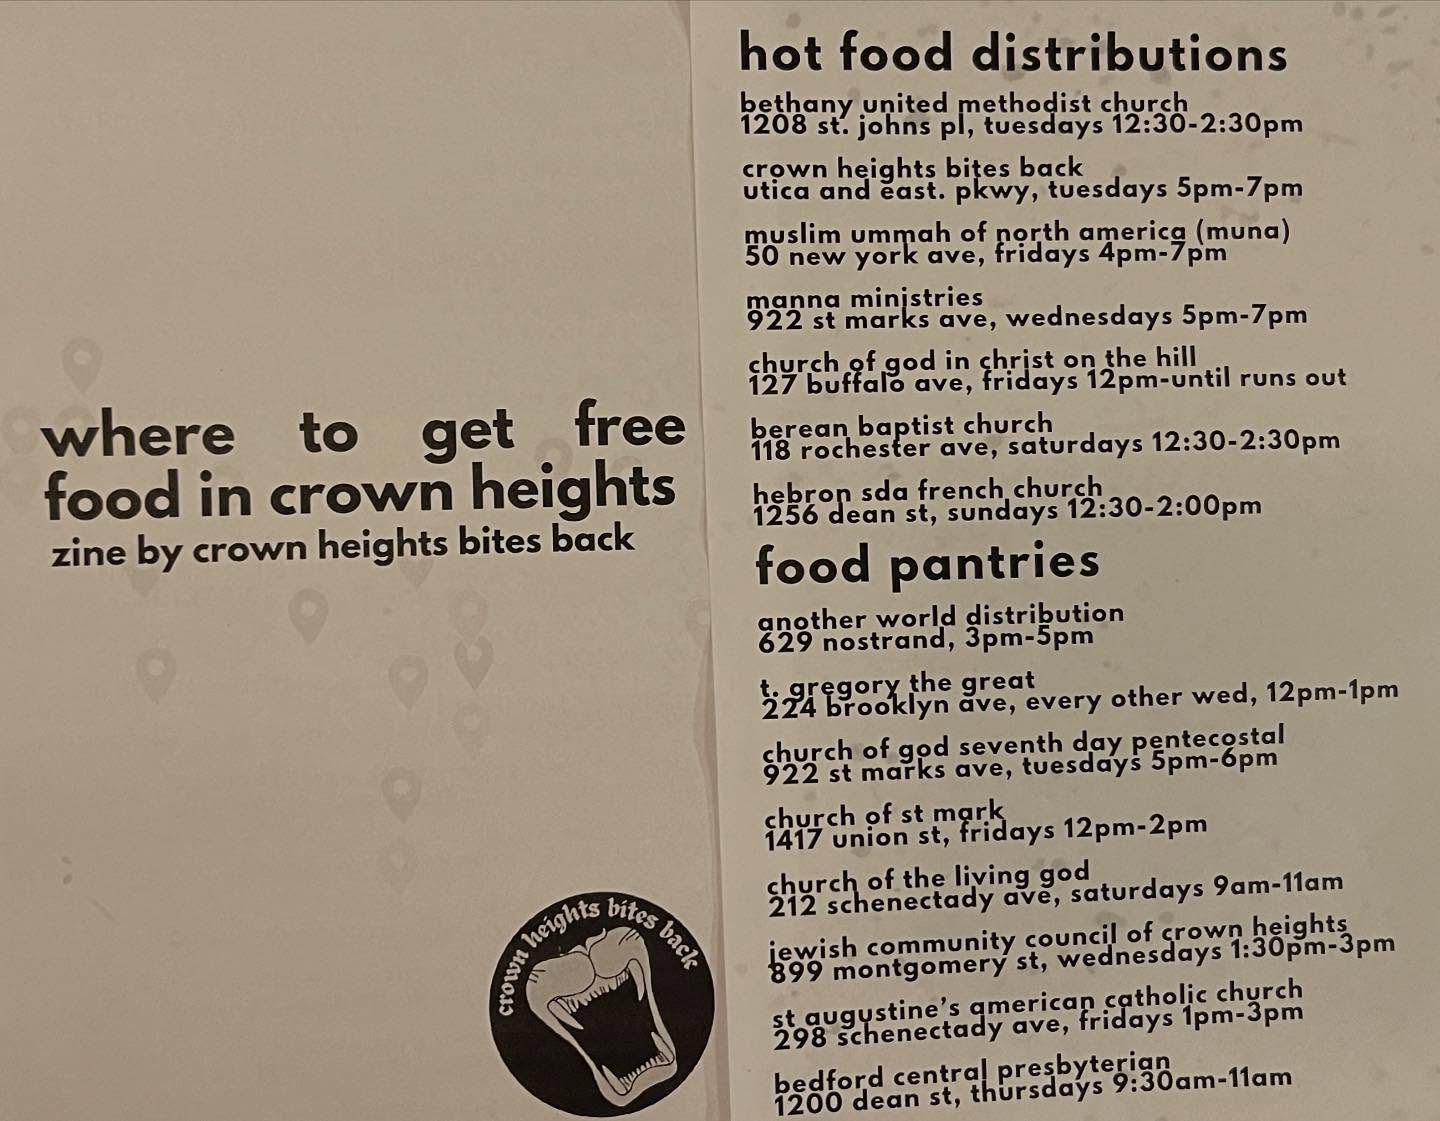 where to get free
food in crown heights
zine by crown heights bites back
crown heights bites back
hot food distributions
bethany united methodist church
1208 st. johns pl, tuesdays 12:30-2:30pm
crown heights bites back
utica and east. pkwy, tuesdays 5pm-7pm
muslim ummah of north america (muna)
50 new york ave, fridays 4pm-7pm
manna ministries
922 st marks ave, wednesdays 5pm-7pm
church of god in christ on the hill
127 buffalo ave, fridays 12pm-until runs out
berean baptist church
118 rochester ave, saturdays 12:30-2:30pm
hebron sda french church
1256 dean st, sundays 12:30-2:00pm
food pantries
another world distribution
629 nostrand, 3pm-5pm
t. gregory the great
224 brooklyn ave, every other wed, 12pm-1pm
church of god seventh day pentecostal
922 st marks ave, tuesdays 5pm-6pm
church of st mark
1417 union st, fridays 12pm-2pm
church of the living god
212 schenectady ave, saturdays 9am-11am
jewish community council of crown heights
899 montgomery st, wednesdays 1:30pm-3pm
st augustine's american catholic church
298 schenectady ave, fridays 1pm-3pm
bedford central presbyterian
1200 dean st, thursdays 9:30am-11am